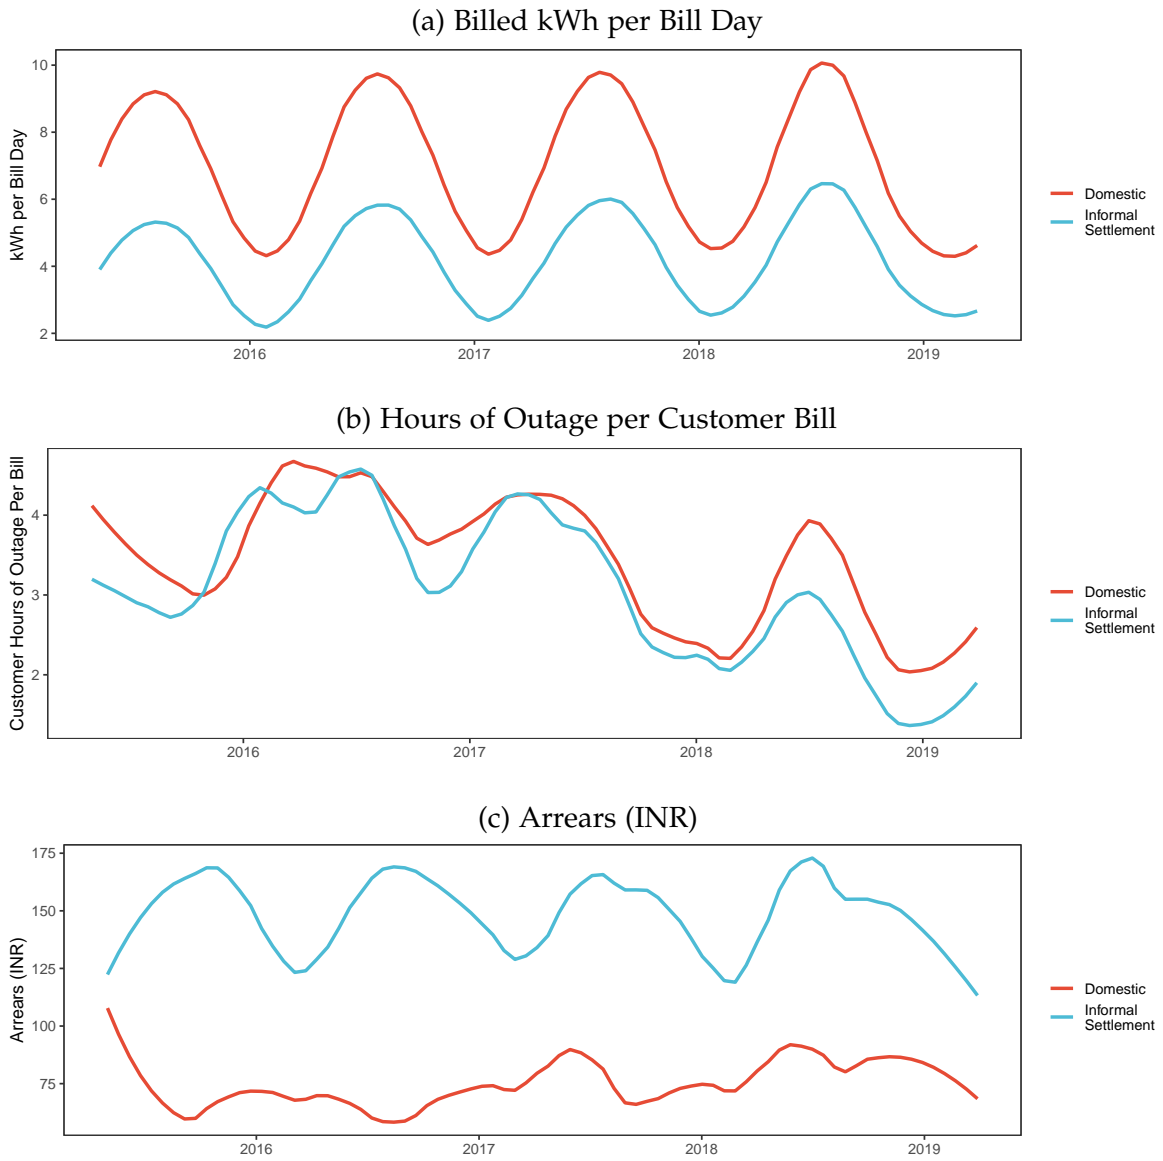 (a) Billed kWh per Bill Day
kWh per Bill Day
10
8
6
4
2
2016
2017
2018
2019
Domestic
Informal
Settlement
(b) Hours of Outage per Customer Bill
Customer Hours of Outage Per Bill
4
3
2
2016
2017
2018
2019
Domestic
Informal
Settlement
(c) Arrears (INR)
Arrears (INR)
175
150
125
100
75
2016
2017
2018
2019
Domestic
Informal
Settlement